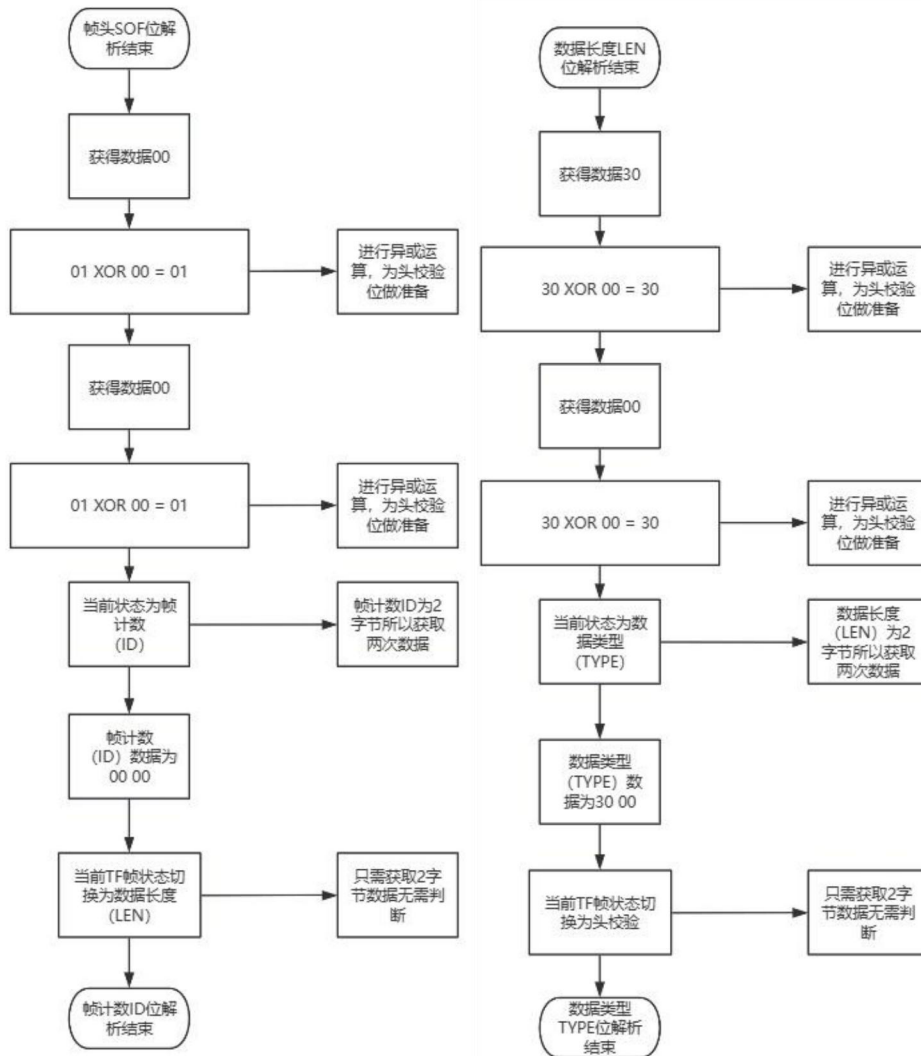 帧头SOF位解
析结束
获得数据00
01 XOR 00 = 01
进行异或运
算，为头校验
位做准备
获得数据00
01 XOR 00 = 01
进行异或运
算，为头校验
位做准备
当前状态为帧
计数
（ID）
帧计数ID为2
字节所以获取
两次数据
帧计数
（ID）数据为
00 00
当前TF帧状态切
换为数据长度
（LEN）
只需获取2字
节数据无需判
断
帧计数ID位解
析结束
数据长度LEN
位解析结束
获得数据30
30 XOR 00 = 30
进行异或运
算，为头校验
位做准备
获得数据00
30 XOR 00 = 30
进行异或运
算，为头校验
位做准备
当前状态为数
据类型
（TYPE）
数据长度
（LEN）为2
字节所以获取
两次数据
数据类型
（TYPE）数
据为30 00
当前TF帧状态切
换为头校验
只需获取2字
节数据无需判
断
数据类型
TYPE位解析
结束